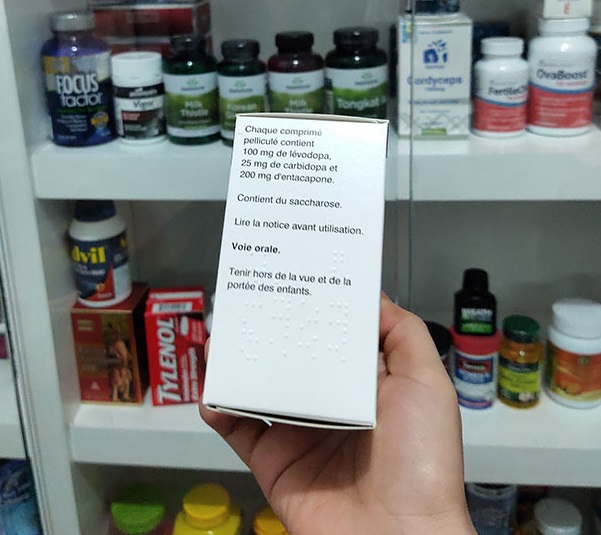 FOCUS
factor
Vigor
Milk
Thistle
Korean
Milk
Thistle
Tongkat
Cordyceps
FertileCM
OvaBoost
Chaque comprimé
pelliculé contient
100 mg de lévodopa,
25 mg de carbidopa et
200 mg d'entacapone.
Contient du saccharose.
Lire la notice avant utilisation.
Voie orale.
Tenir hors de la vue et de la
portée des enfants.
dvil
TYLENOL